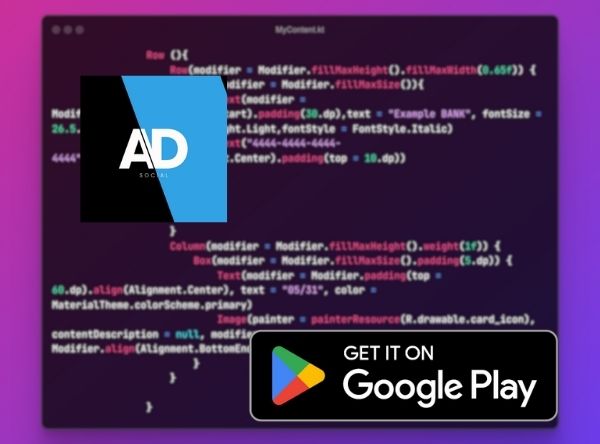 MyContent.kt
Row (){
Row(modifier = Modifier.fillMaxHeight().fillMaxWidth(0.65f)) {
odifier = Modifier.fillMaxSize()){
ext(modifier =
Modif
tart).padding(30.dp),text = "Example BANK", fontSize =
26.5.
ght.Light,fontStyle = FontStyle.Italic)
ext("4444-4444-4444-
4444"
t.Center).padding(top = 10.dp))
AD
SOCIAL
}
Column(modifier = Modifier.fillMaxHeight().weight(1f)) {
Box(modifier = Modifier.fillMaxSize().padding(5.dp)) {
Text(modifier = Modifier.padding(top =
60.dp).align(Alignment.Center), text = "05/31", color =
MaterialTheme.colorScheme.primary)
Image(painter = painterResource(R.drawable.card_icon),
contentDescription = null, modifie
Modifier.align(Alignment.BottomEnd
}
}
}
GET IT ON
Google Play